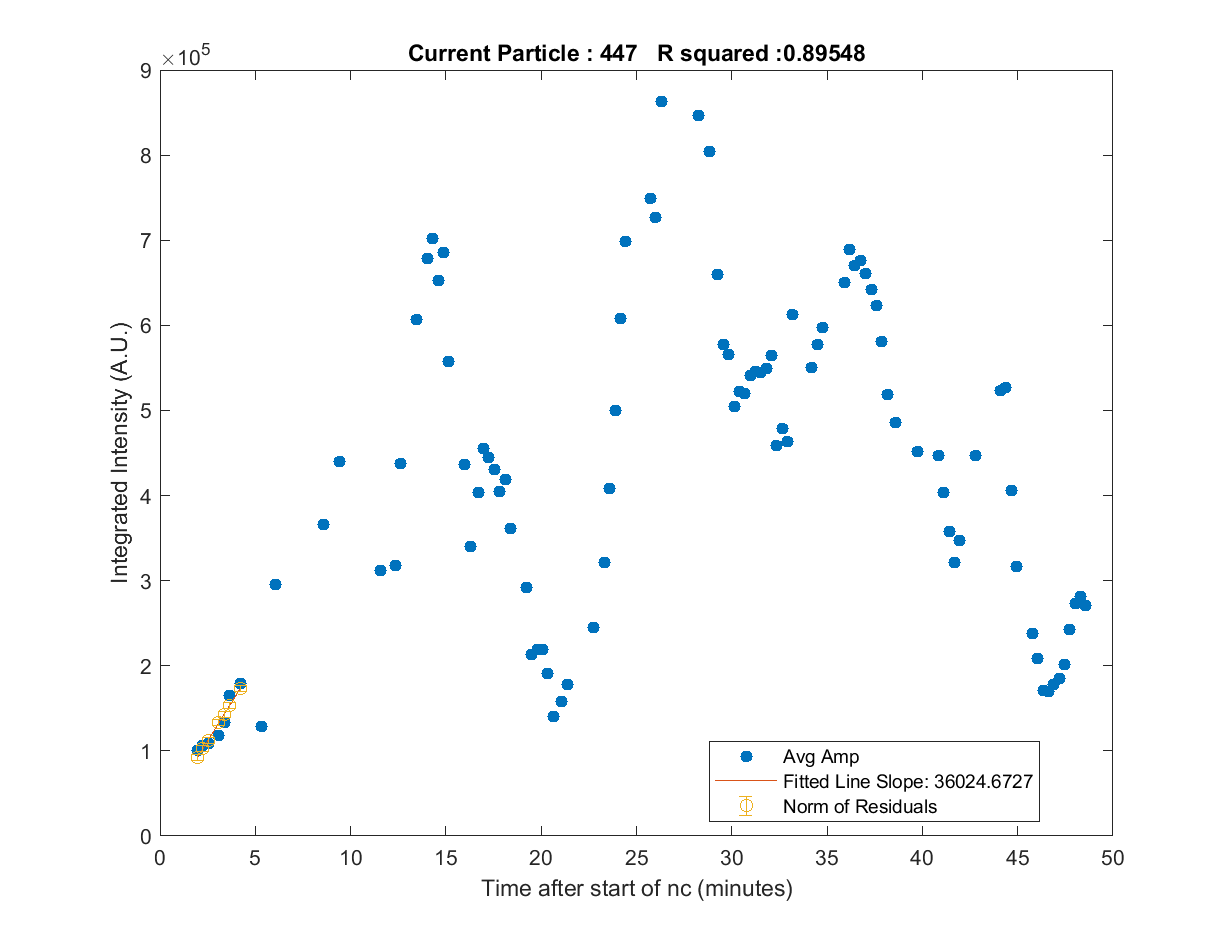 Current Particle : 447   R squared :0.89548
×10^5
9
8
7
6
5
4
3
2
1
0
Integrated Intensity (A.U.)
0 5 10 15 20 25 30 35 40 45 50
Time after start of nc (minutes)
Avg Amp
Fitted Line Slope: 36024.6727
Norm of Residuals